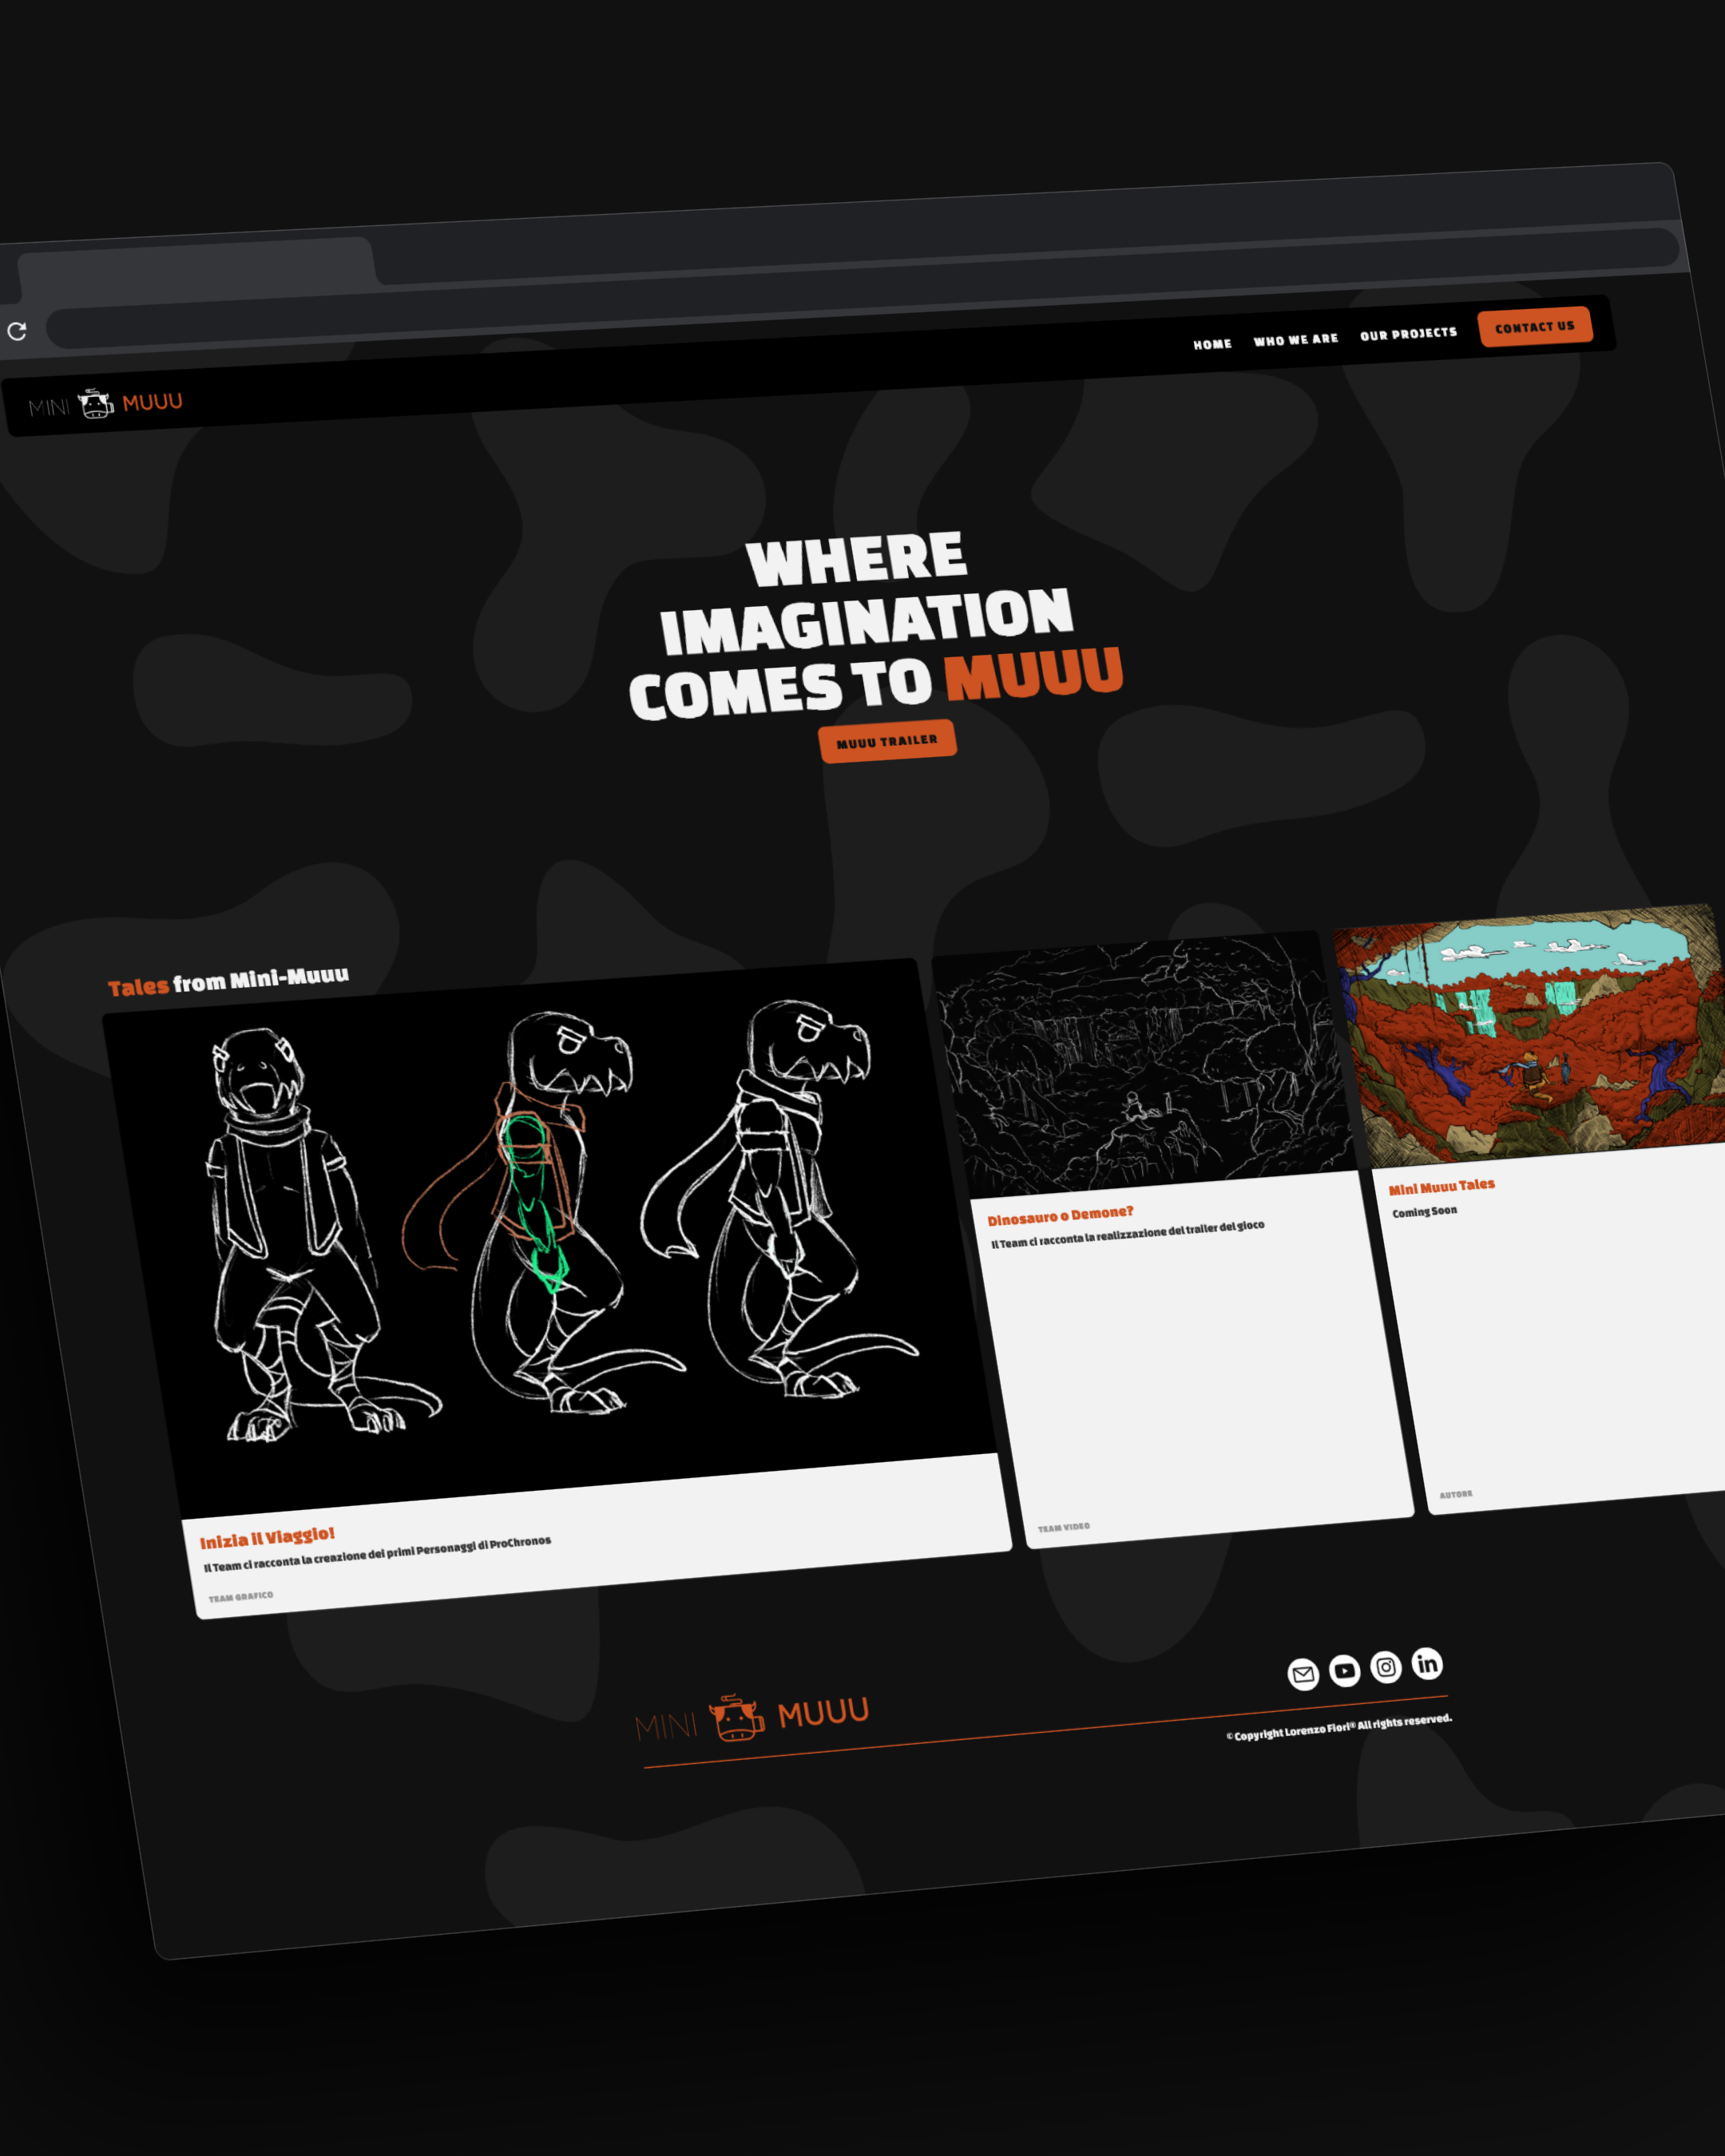 MINI MUUU
HOME WHO WE ARE OUR PROJECTS CONTACT US
WHERE
IMAGINATION
COMES TO MUUU
MUUU TRAILER
Tales from Mini-Muuu
Inizia il Viaggio!
Il Team ci racconta la creazione dei primi Personaggi di ProChronos
TEAM GRAFICO
Dinosauro o Demone?
Il Team ci racconta la realizzazione del trailer del gioco
TEAM VIDEO
Mini Muuu Tales
Coming Soon
AUTORE
MINI MUUU
in
© Copyright Lorenzo Fiori® All rights reserved.